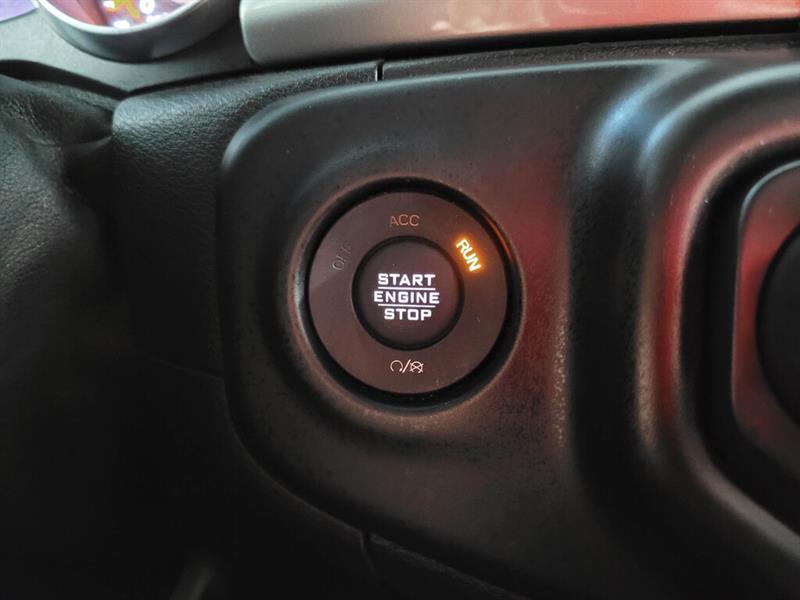 OFF
ACC
RUN
START
ENGINE
STOP